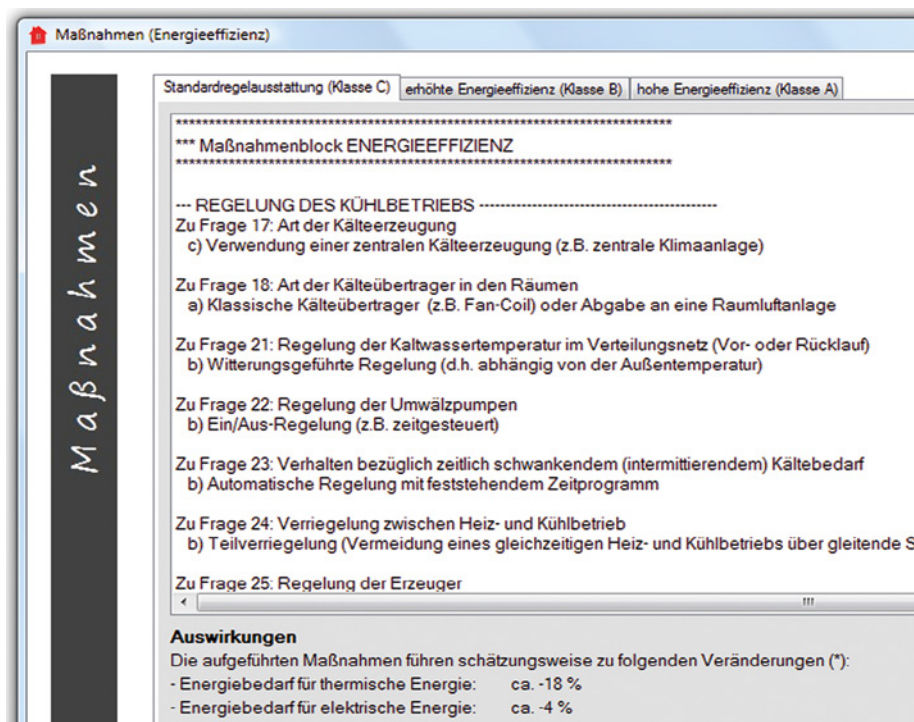 Maßnahmen (Energieeffizienz)
Maßnahmen
Standardregelausstattung (Klasse C) erhöhte Energieeffizienz (Klasse B) hohe Energieeffizienz (Klasse A)
***************************************************************************
*** Maßnahmenblock ENERGIEEFFIZIENZ
***************************************************************************
--- REGELUNG DES KÜHLBETRIEBS ---------------------------------------------
Zu Frage 17: Art der Kälteerzeugung
c) Verwendung einer zentralen Kälteerzeugung (z.B. zentrale Klimaanlage)
Zu Frage 18: Art der Kälteübertrager in den Räumen
a) Klassische Kälteübertrager (z.B. Fan-Coil) oder Abgabe an eine Raumluftanlage
Zu Frage 21: Regelung der Kaltwassertemperatur im Verteilungsnetz (Vor- oder Rücklauf)
b) Witterungsgeführte Regelung (d.h. abhängig von der Außentemperatur)
Zu Frage 22: Regelung der Umwälzpumpen
b) Ein/Aus-Regelung (z.B. zeitgesteuert)
Zu Frage 23: Verhalten bezüglich zeitlich schwankendem (intermittierendem) Kältebedarf
b) Automatische Regelung mit feststehendem Zeitprogramm
Zu Frage 24: Verriegelung zwischen Heiz- und Kühlbetrieb
b) Teilverriegelung (Vermeidung eines gleichzeitigen Heiz- und Kühlbetriebs über gleitende S
Zu Frage 25: Regelung der Erzeuger
Auswirkungen
Die aufgeführten Maßnahmen führen schätzungsweise zu folgenden Veränderungen (*):
- Energiebedarf für thermische Energie: ca. -18 %
- Energiebedarf für elektrische Energie: ca. -4 %